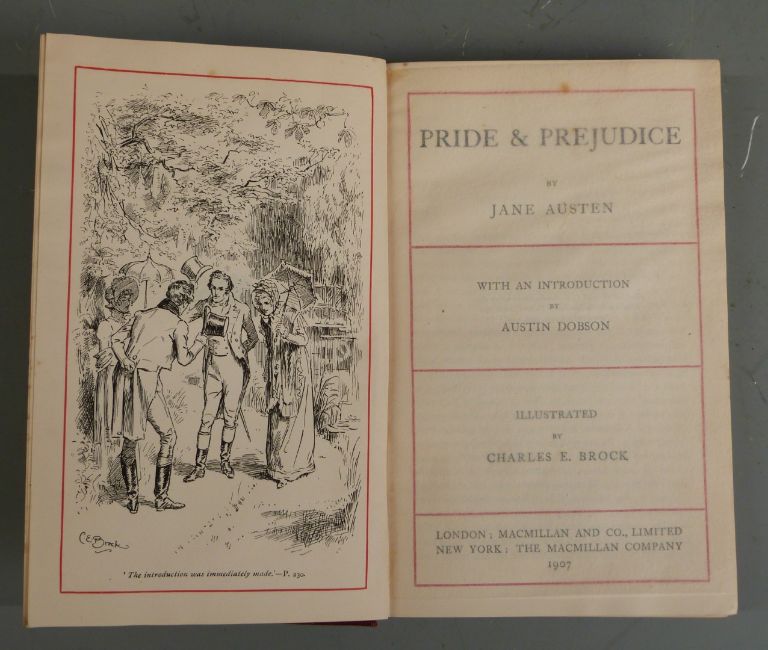 C.E. Brock
'The introduction was immediately made.'—P. 230.
PRIDE & PREJUDICE
BY
JANE AUSTEN
WITH AN INTRODUCTION
BY
AUSTIN DOBSON
ILLUSTRATED
BY
CHARLES E. BROCK
LONDON: MACMILLAN AND CO., LIMITED
NEW YORK: THE MACMILLAN COMPANY
1907